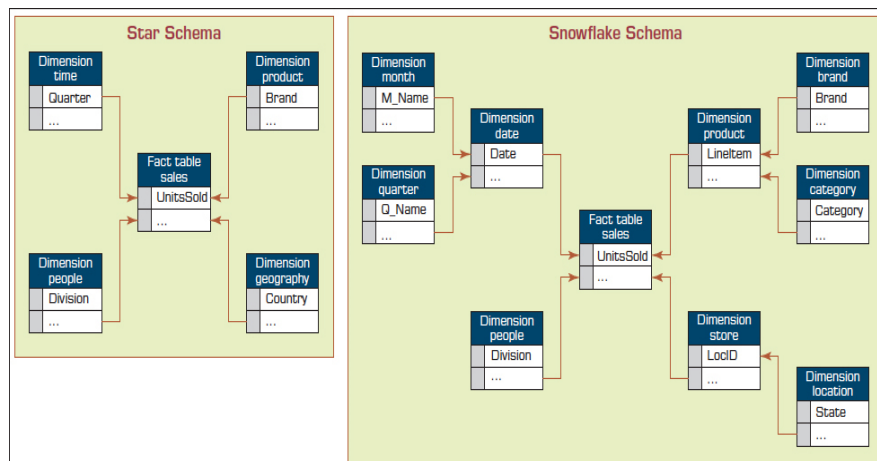 Star Schema
Dimension
time
Quarter
...
Dimension
product
Brand
...
Fact table
sales
UnitsSold
...
Dimension
people
Division
...
Dimension
geography
Country
...
Snowflake Schema
Dimension
month
M_Name
...
Dimension
quarter
Q_Name
...
Dimension
date
Date
...
Dimension
product
LineItem
...
Dimension
brand
Brand
...
Dimension
category
Category
...
Fact table
sales
UnitsSold
...
Dimension
people
Division
...
Dimension
store
LocID
...
Dimension
location
State
...